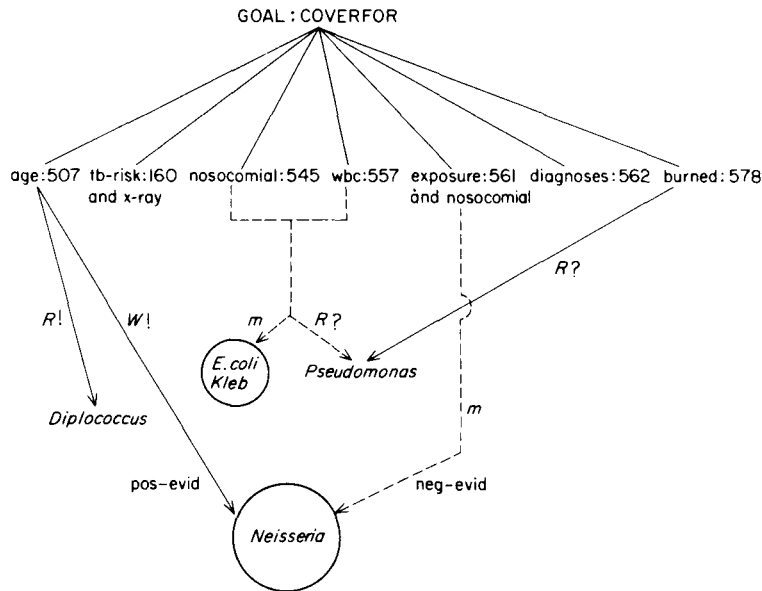 GOAL: COVERFOR
age:507 tb-risk:160 nosocomial:545 wbc:557 exposure:561 diagnoses:562 burned:578
and x-ray
ànd nosocomial
R!
W!
R?
m
R?
E. coli
Kleb
Pseudomonas
Diplococcus
m
pos-evid
neg-evid
Neisseria